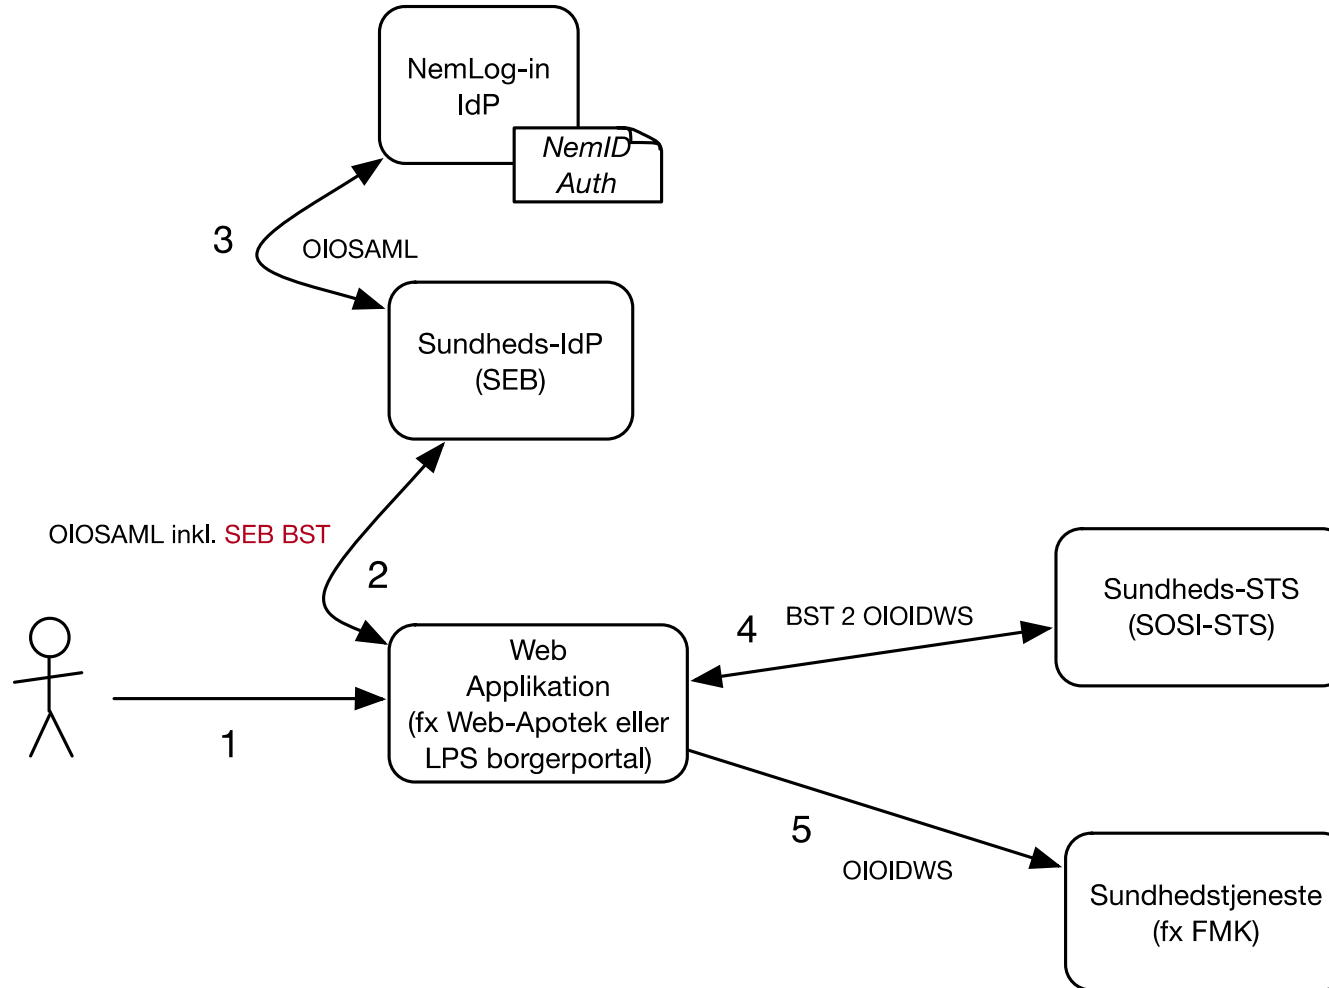 NemLog-in
IdP
NemID
Auth
3
OIOSAML
Sundheds-IdP
(SEB)
OIOSAML inkl. SEB BST
2
Web
Applikation
(fx Web-Apotek eller
LPS borgerportal)
1
4
BST 2 OIOIDWS
Sundheds-STS
(SOSI-STS)
5
OIOIDWS
Sundhedstjeneste
(fx FMK)